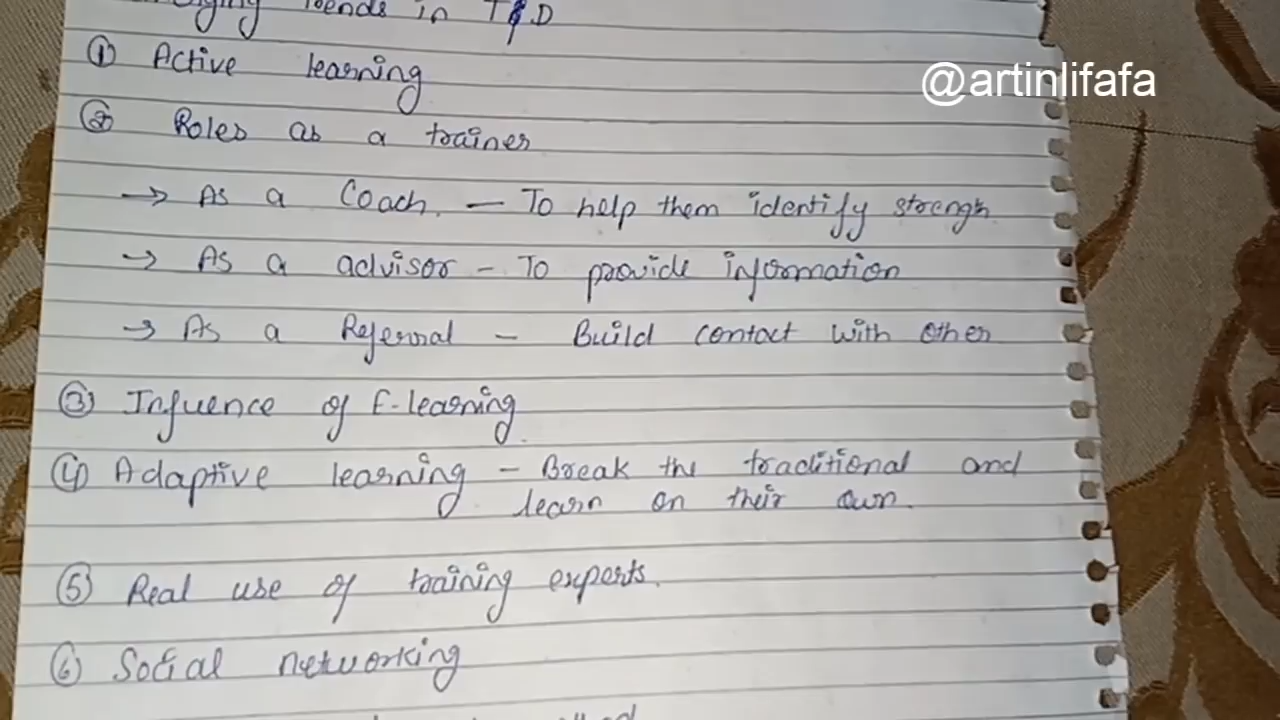 Trends in T&D
① Active learning
@artinlifafa
② Roles as a trainer
→ As a Coach. — To help them identify strengh
→ As a advisor - To provide information
→ As a Referral - Build contact with other
③ Infuence of E-learning
④ Adaptive learning - Break the traditional and
learn on their own.
⑤ Real use of training experts.
⑥ Social networking